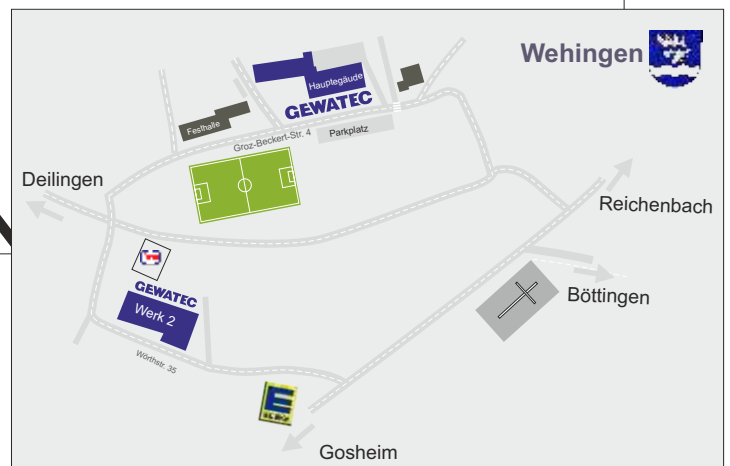 Wehingen
Hauptegäude
GEWATEC
Festhalle
Parkplatz
Groz-Beckert-Str. 4
Deilingen
Reichenbach
Böttingen
GEWATEC
Werk 2
Wörthstr. 35
E
Gosheim